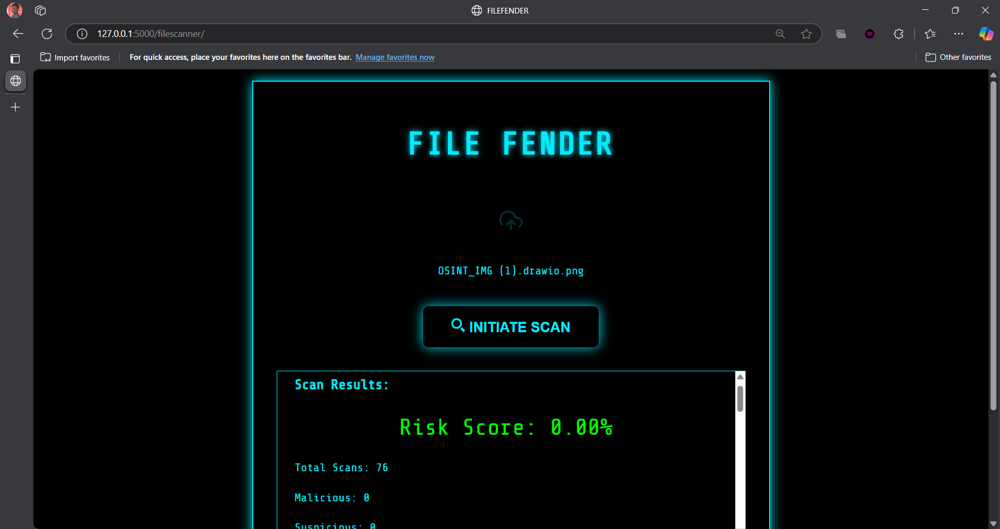 FILEFENDER
127.0.0.1:5000/filescanner/
Import favorites
For quick access, place your favorites here on the favorites bar. Manage favorites now
Other favorites
FILE FENDER
OSINT_IMG (1).drawio.png
INITIATE SCAN
Scan Results:
Risk Score: 0.00%
Total Scans: 76
Malicious: 0
Suspicious: 0